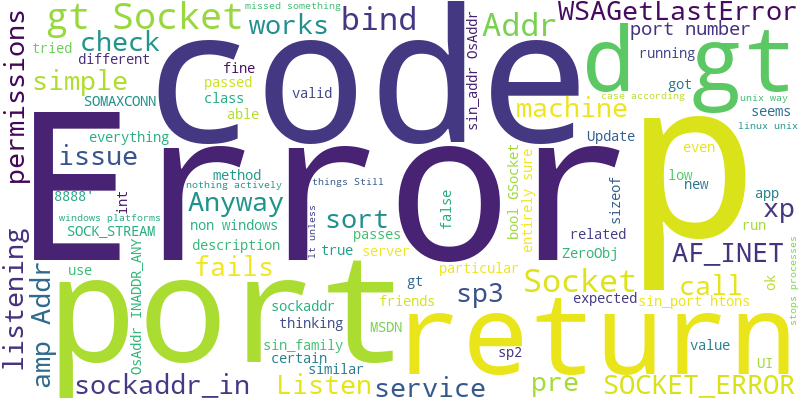 gt Socket
missed something
works
bind
Addr
WSAGetLastError
permissions
tried
check
different
simple
SOMAXCONN
passed
fine
class
able
code
valid
sin_addr OsAddr
d
port number
running
gt
got
case according
unix way
seems
linux unix
machine
Update
everything
issue
method
nothing actively
Error
things Still
int
8888'
windows platforms
SOCK_STREAM
Anyway
non windows
description
lt unless
sort
passes
true
server
false
bool GSocket
entirely sure
sizeof
p
even
low
new
app
xp
run
related
ZeroObj
AF_INET
listening
amp Addr
use
OsAddr INADDR_ANY
fails
port
gt
friends
particular
sp3
Socket
expected
call
sin_port htons
ok
stops processes
sockaddr
thinking
sin_family
certain
similar
MSDN
return
sp2
value
UI
sockaddr_in
Listen
service
pre
SOCKET_ERROR